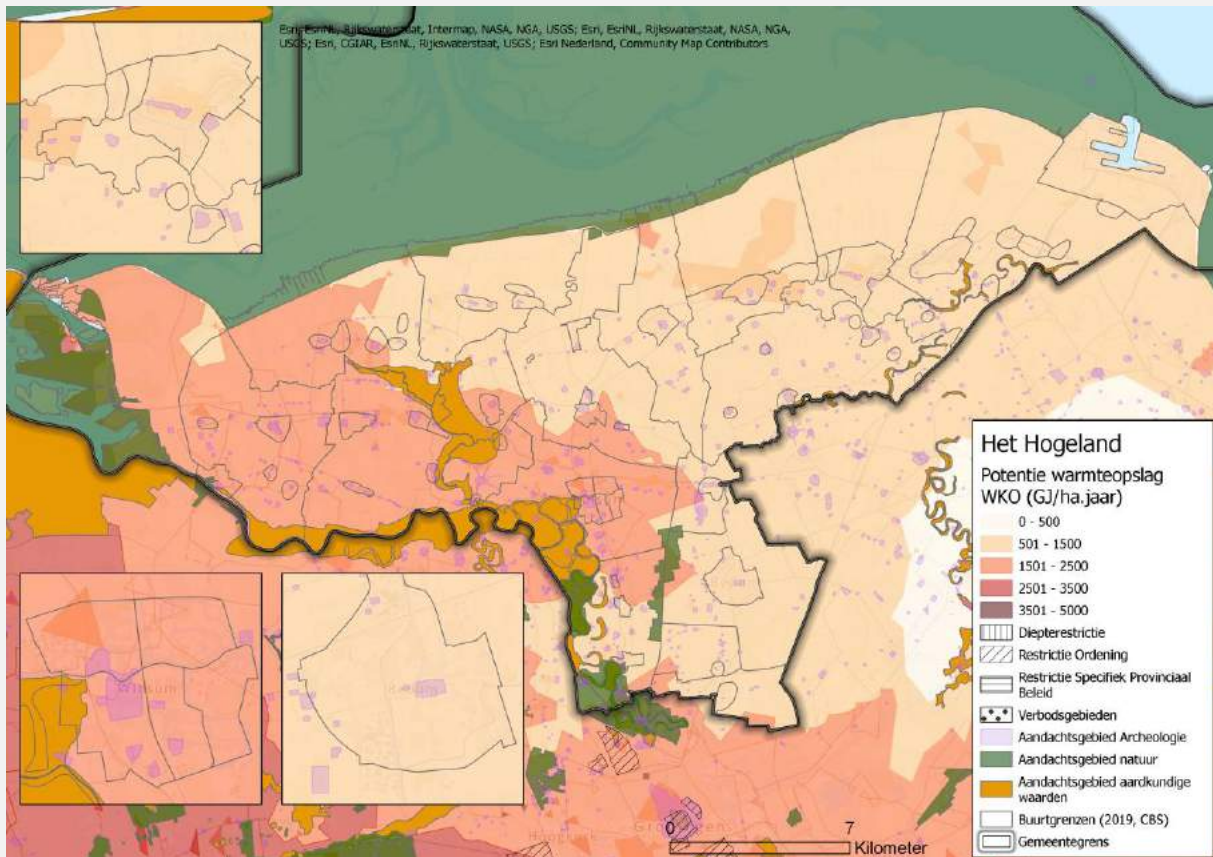 Esri, EsriNL, Rijkswaterstaat, Intermap, NASA, NGA, USGS; Esri, EsriNL, Rijkswaterstaat, NASA, NGA,
USGS; Esri, CGIAR, EsriNL, Rijkswaterstaat, USGS; Esri Nederland, Community Map Contributors
Het Hogeland
Potentie warmteopslag
WKO (GJ/ha.jaar)
0 - 500
501 - 1500
1501 - 2500
2501 - 3500
3501 - 5000
Diepterestrictie
Restrictie Ordening
Restrictie Specifiek Provinciaal
Beleid
Verbodsgebieden
Aandachtsgebied Archeologie
Aandachtsgebied natuur
Aandachtsgebied aardkundige
waarden
Buurtgrenzen (2019, CBS)
Gemeentegrens
Winsum
0 7
Kilometer